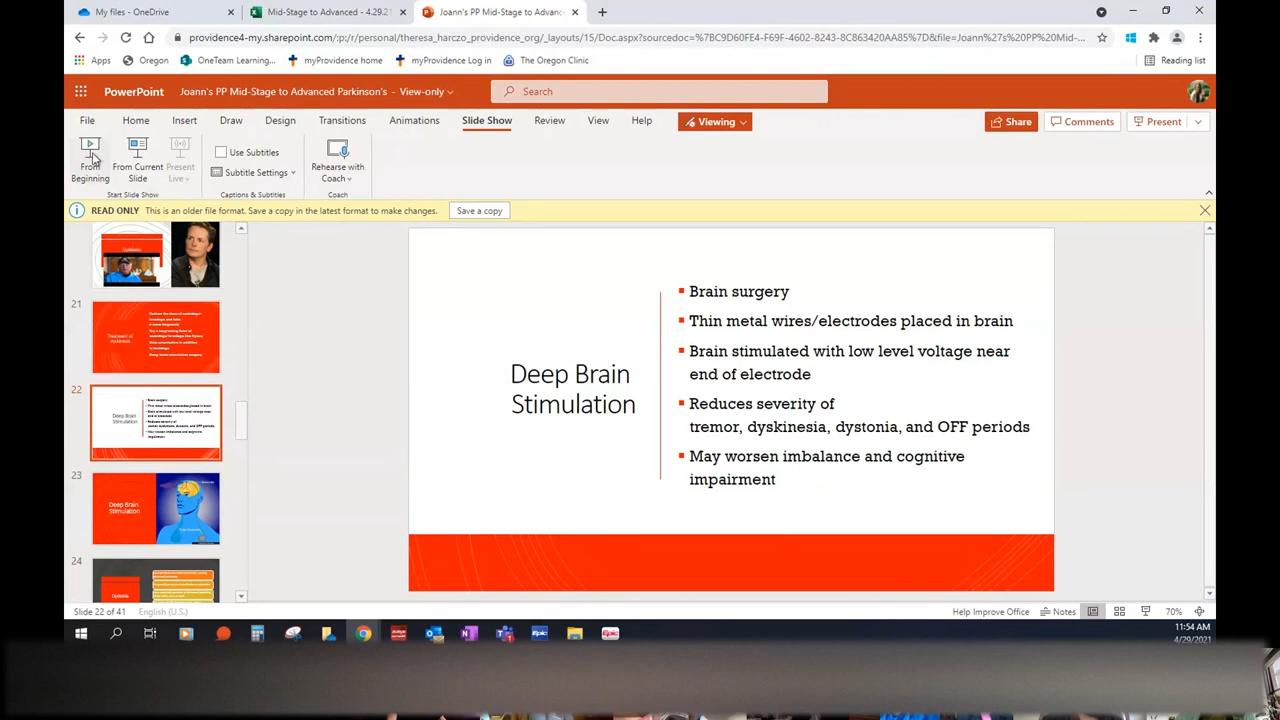 My files - OneDrive
Mid-Stage to Advanced - 4.29.21
Joann's PP Mid-Stage to Advanc
providence4-my.sharepoint.com/:p:/r/personal/theresa_harczo_providence_org/_layouts/15/Doc.aspx?sourcedoc=%7BC9D60FE4-F69F-4602-8243-8C863420AA85%7D&file=Joann%27s%20PP%20Mid-...
Apps
Oregon
OneTeam Learning...
myProvidence home
myProvidence Log in
The Oregon Clinic
Reading list
PowerPoint
Joann's PP Mid-Stage to Advanced Parkinson's - View-only
Search
File
Home
Insert
Draw
Design
Transitions
Animations
Slide Show
Review
View
Help
Viewing
Share
Comments
Present
From
Beginning
From Current
Slide
Present
Live
Use Subtitles
Subtitle Settings
Rehearse with
Coach
Start Slide Show
Captions & Subtitles
Coach
READ ONLY This is an older file format. Save a copy in the latest format to make changes.
Save a copy
21
22
Deep Brain
Stimulation
23
Deep Brain
Stimulation
24
Deep Brain
Stimulation
Brain surgery
Thin metal wires/electrodes placed in brain
Brain stimulated with low level voltage near
end of electrode
Reduces severity of
tremor, dyskinesia, dystonia, and OFF periods
May worsen imbalance and cognitive
impairment
Slide 22 of 41
English (U.S.)
Help Improve Office
Notes
70%
Epic
Epic
11:54 AM
4/29/2021